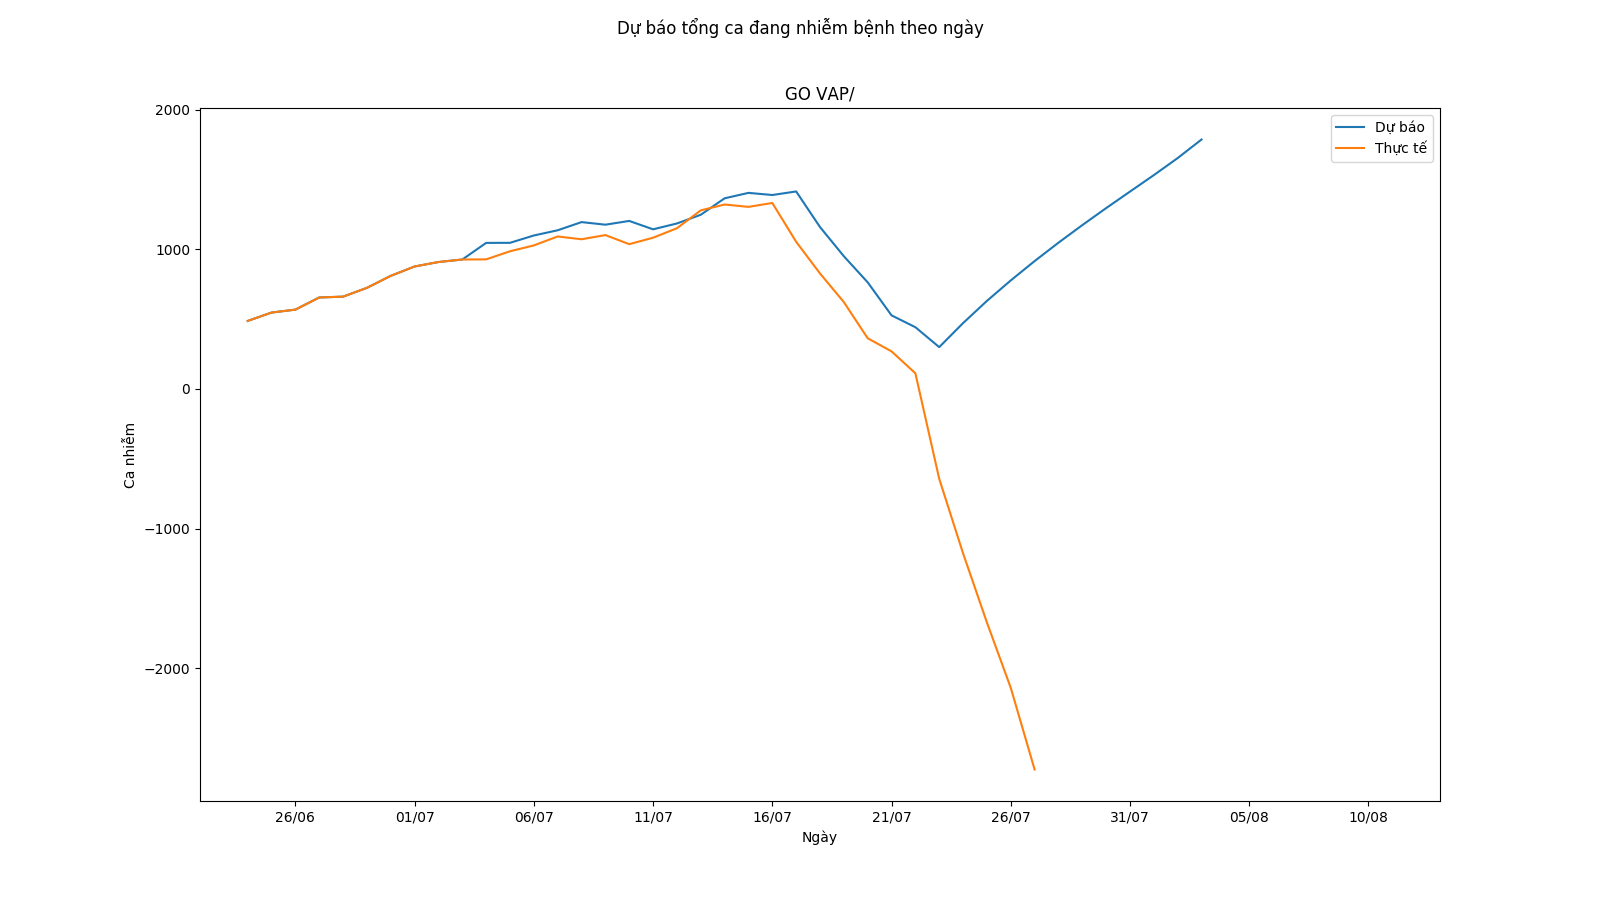 Dự báo tổng ca đang nhiễm bệnh theo ngày
GO VAP/
Dự báo
Thực tế
2000
1000
0
−1000
−2000
Ca nhiễm
26/06
01/07
06/07
11/07
16/07
21/07
26/07
31/07
05/08
10/08
Ngày